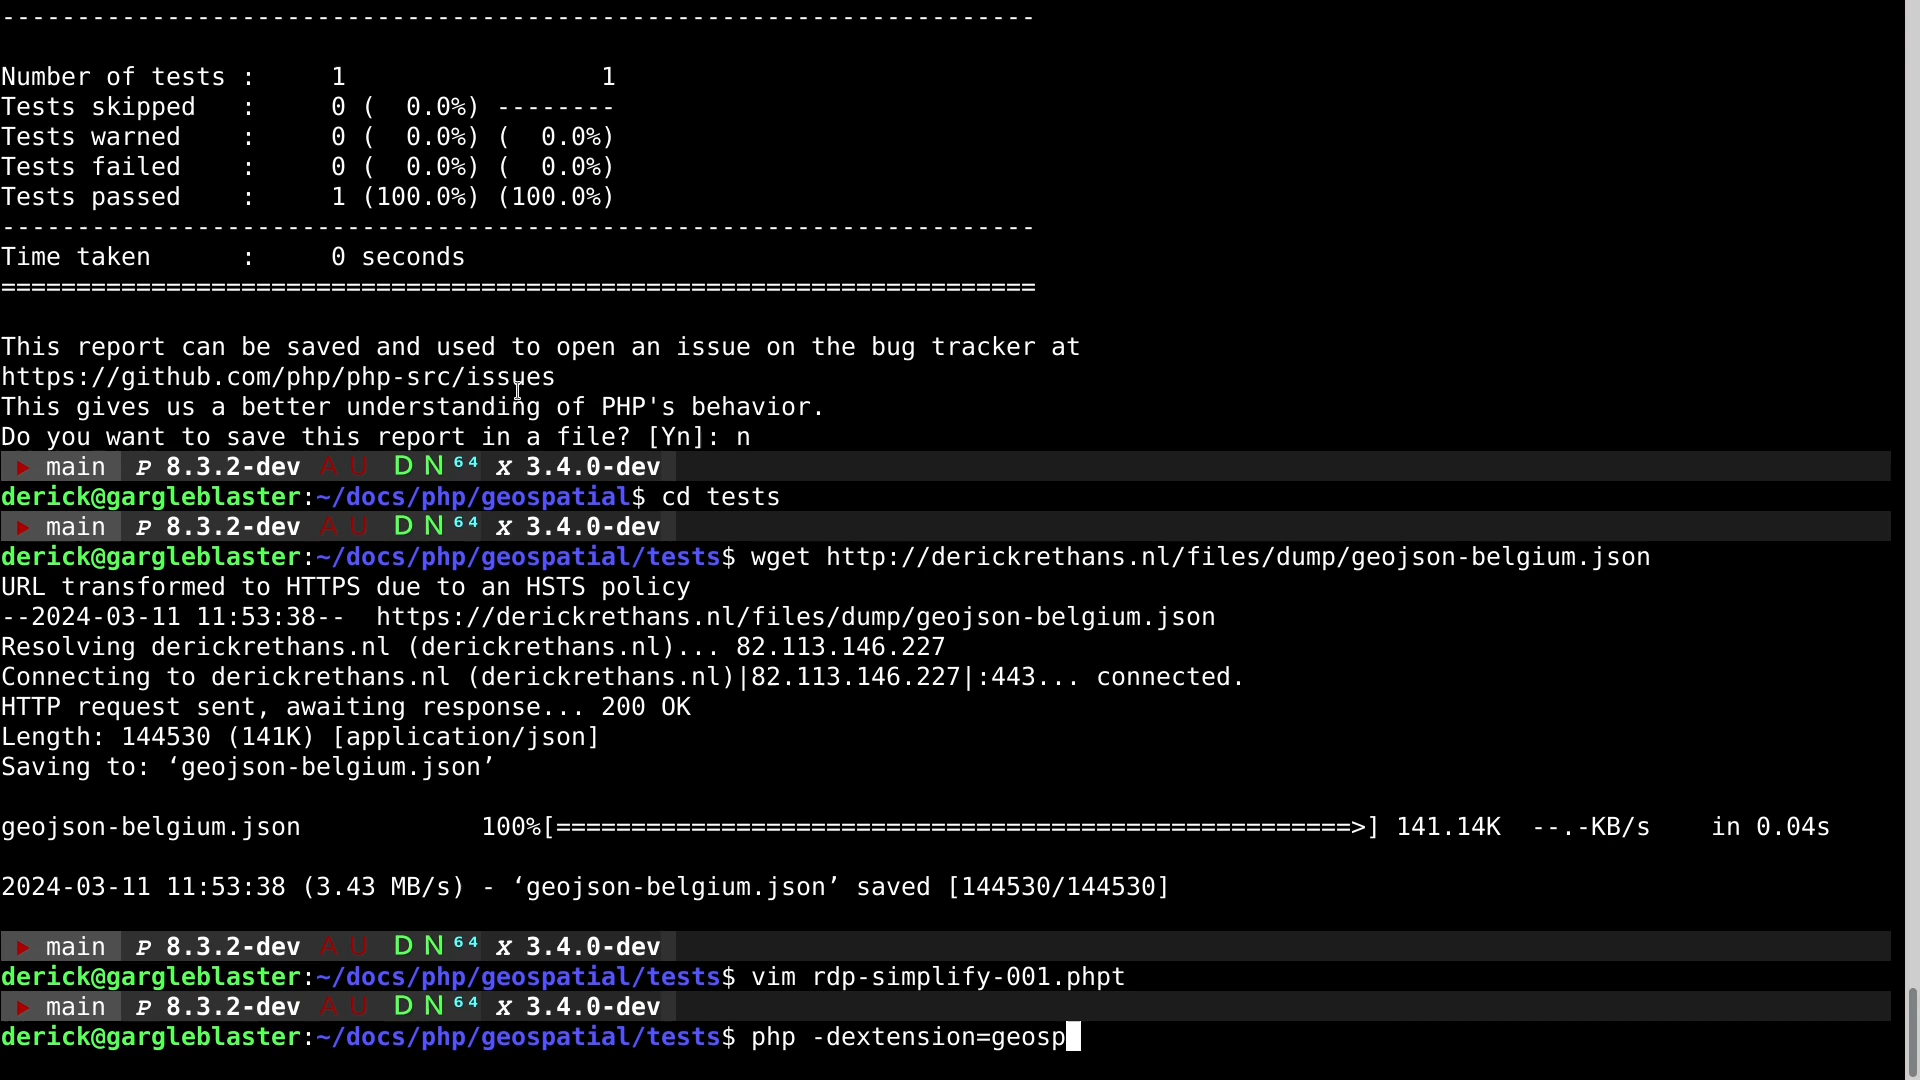 ---------------------------------------------------------------------

Number of tests :     1                 1
Tests skipped   :     0 (  0.0%) --------
Tests warned    :     0 (  0.0%) (  0.0%)
Tests failed    :     0 (  0.0%) (  0.0%)
Tests passed    :     1 (100.0%) (100.0%)
---------------------------------------------------------------------
Time taken      :     0 seconds
=====================================================================

This report can be saved and used to open an issue on the bug tracker at
https://github.com/php/php-src/issues
This gives us a better understanding of PHP's behavior.
Do you want to save this report in a file? [Yn]: n
▶ main P 8.3.2-dev A U D N ⁶⁴ X 3.4.0-dev
derick@gargleblaster:~/docs/php/geospatial$ cd tests
▶ main P 8.3.2-dev A U D N ⁶⁴ X 3.4.0-dev
derick@gargleblaster:~/docs/php/geospatial/tests$ wget http://derickrethans.nl/files/dump/geojson-belgium.json
URL transformed to HTTPS due to an HSTS policy
--2024-03-11 11:53:38--  https://derickrethans.nl/files/dump/geojson-belgium.json
Resolving derickrethans.nl (derickrethans.nl)... 82.113.146.227
Connecting to derickrethans.nl (derickrethans.nl)|82.113.146.227|:443... connected.
HTTP request sent, awaiting response... 200 OK
Length: 144530 (141K) [application/json]
Saving to: ‘geojson-belgium.json’

geojson-belgium.json            100%[=====================================================>] 141.14K  --.-KB/s    in 0.04s

2024-03-11 11:53:38 (3.43 MB/s) - ‘geojson-belgium.json’ saved [144530/144530]

▶ main P 8.3.2-dev A U D N ⁶⁴ X 3.4.0-dev
derick@gargleblaster:~/docs/php/geospatial/tests$ vim rdp-simplify-001.phpt
▶ main P 8.3.2-dev A U D N ⁶⁴ X 3.4.0-dev
derick@gargleblaster:~/docs/php/geospatial/tests$ php -dextension=geosp